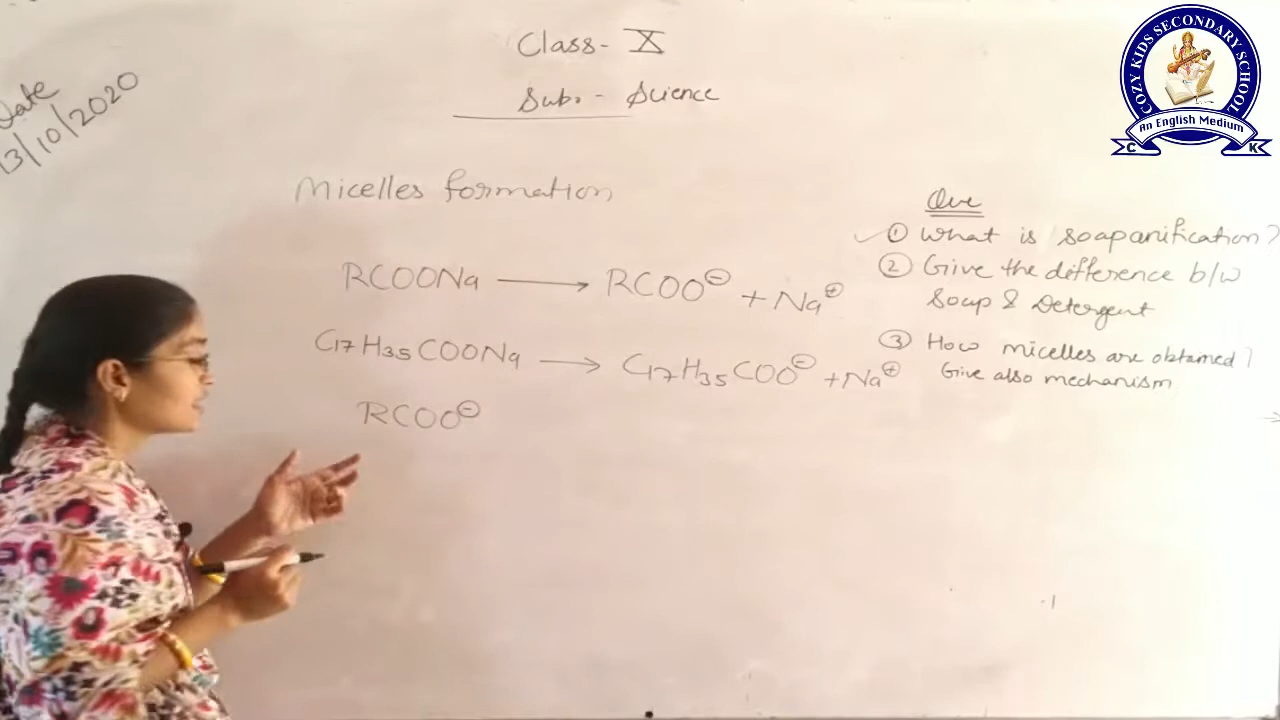 Class- X
Sub. - Science
Date
13/10/2020
Micelles formation
RCOONa ⟶ RCOO⊖ + Na⊕
C17H35COONa ⟶ C17H35COO⊖ + Na⊕
RCOO⊖
Que
① What is soapanification?
② Give the difference b/w
Soap & Detergent
③ How micelles are obtained?
Give also mechanism
COZY KIDS SECONDARY SCHOOL
An English Medium
C K